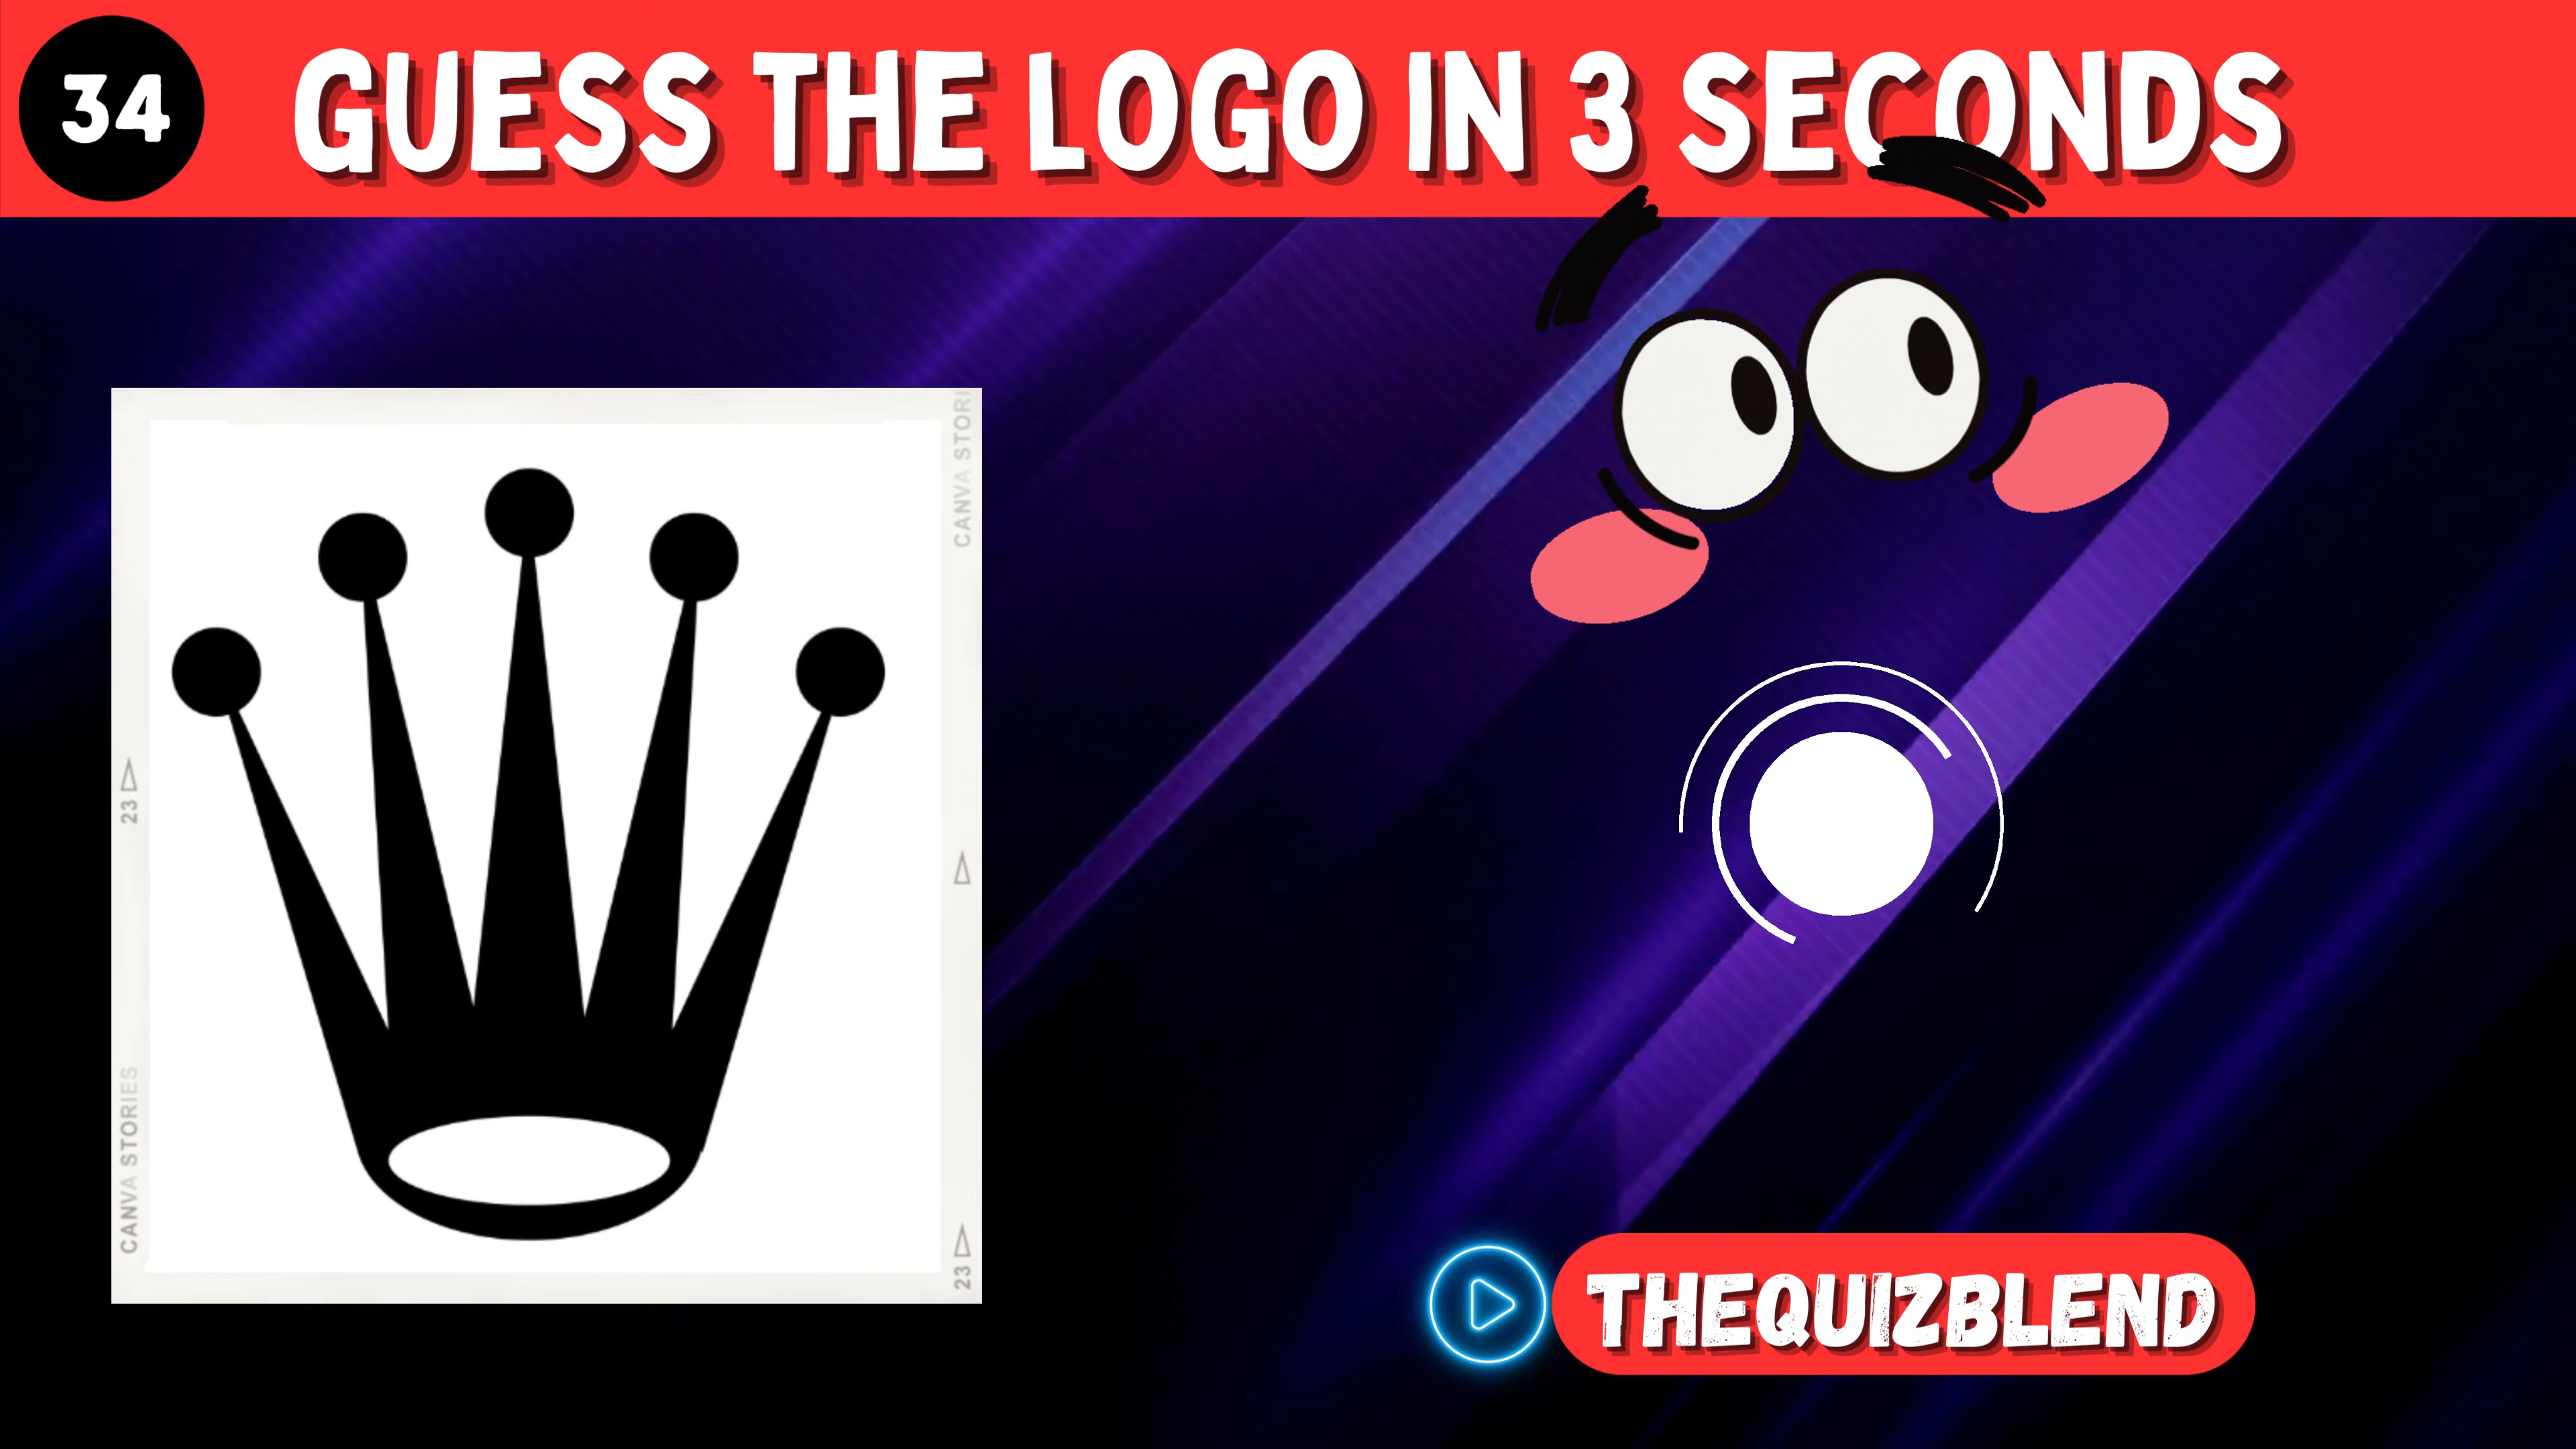 34
GUESS THE LOGO IN 3 SECONDS
CANVA STORI
23
CANVA STORIES
23
THEQUIZBLEND